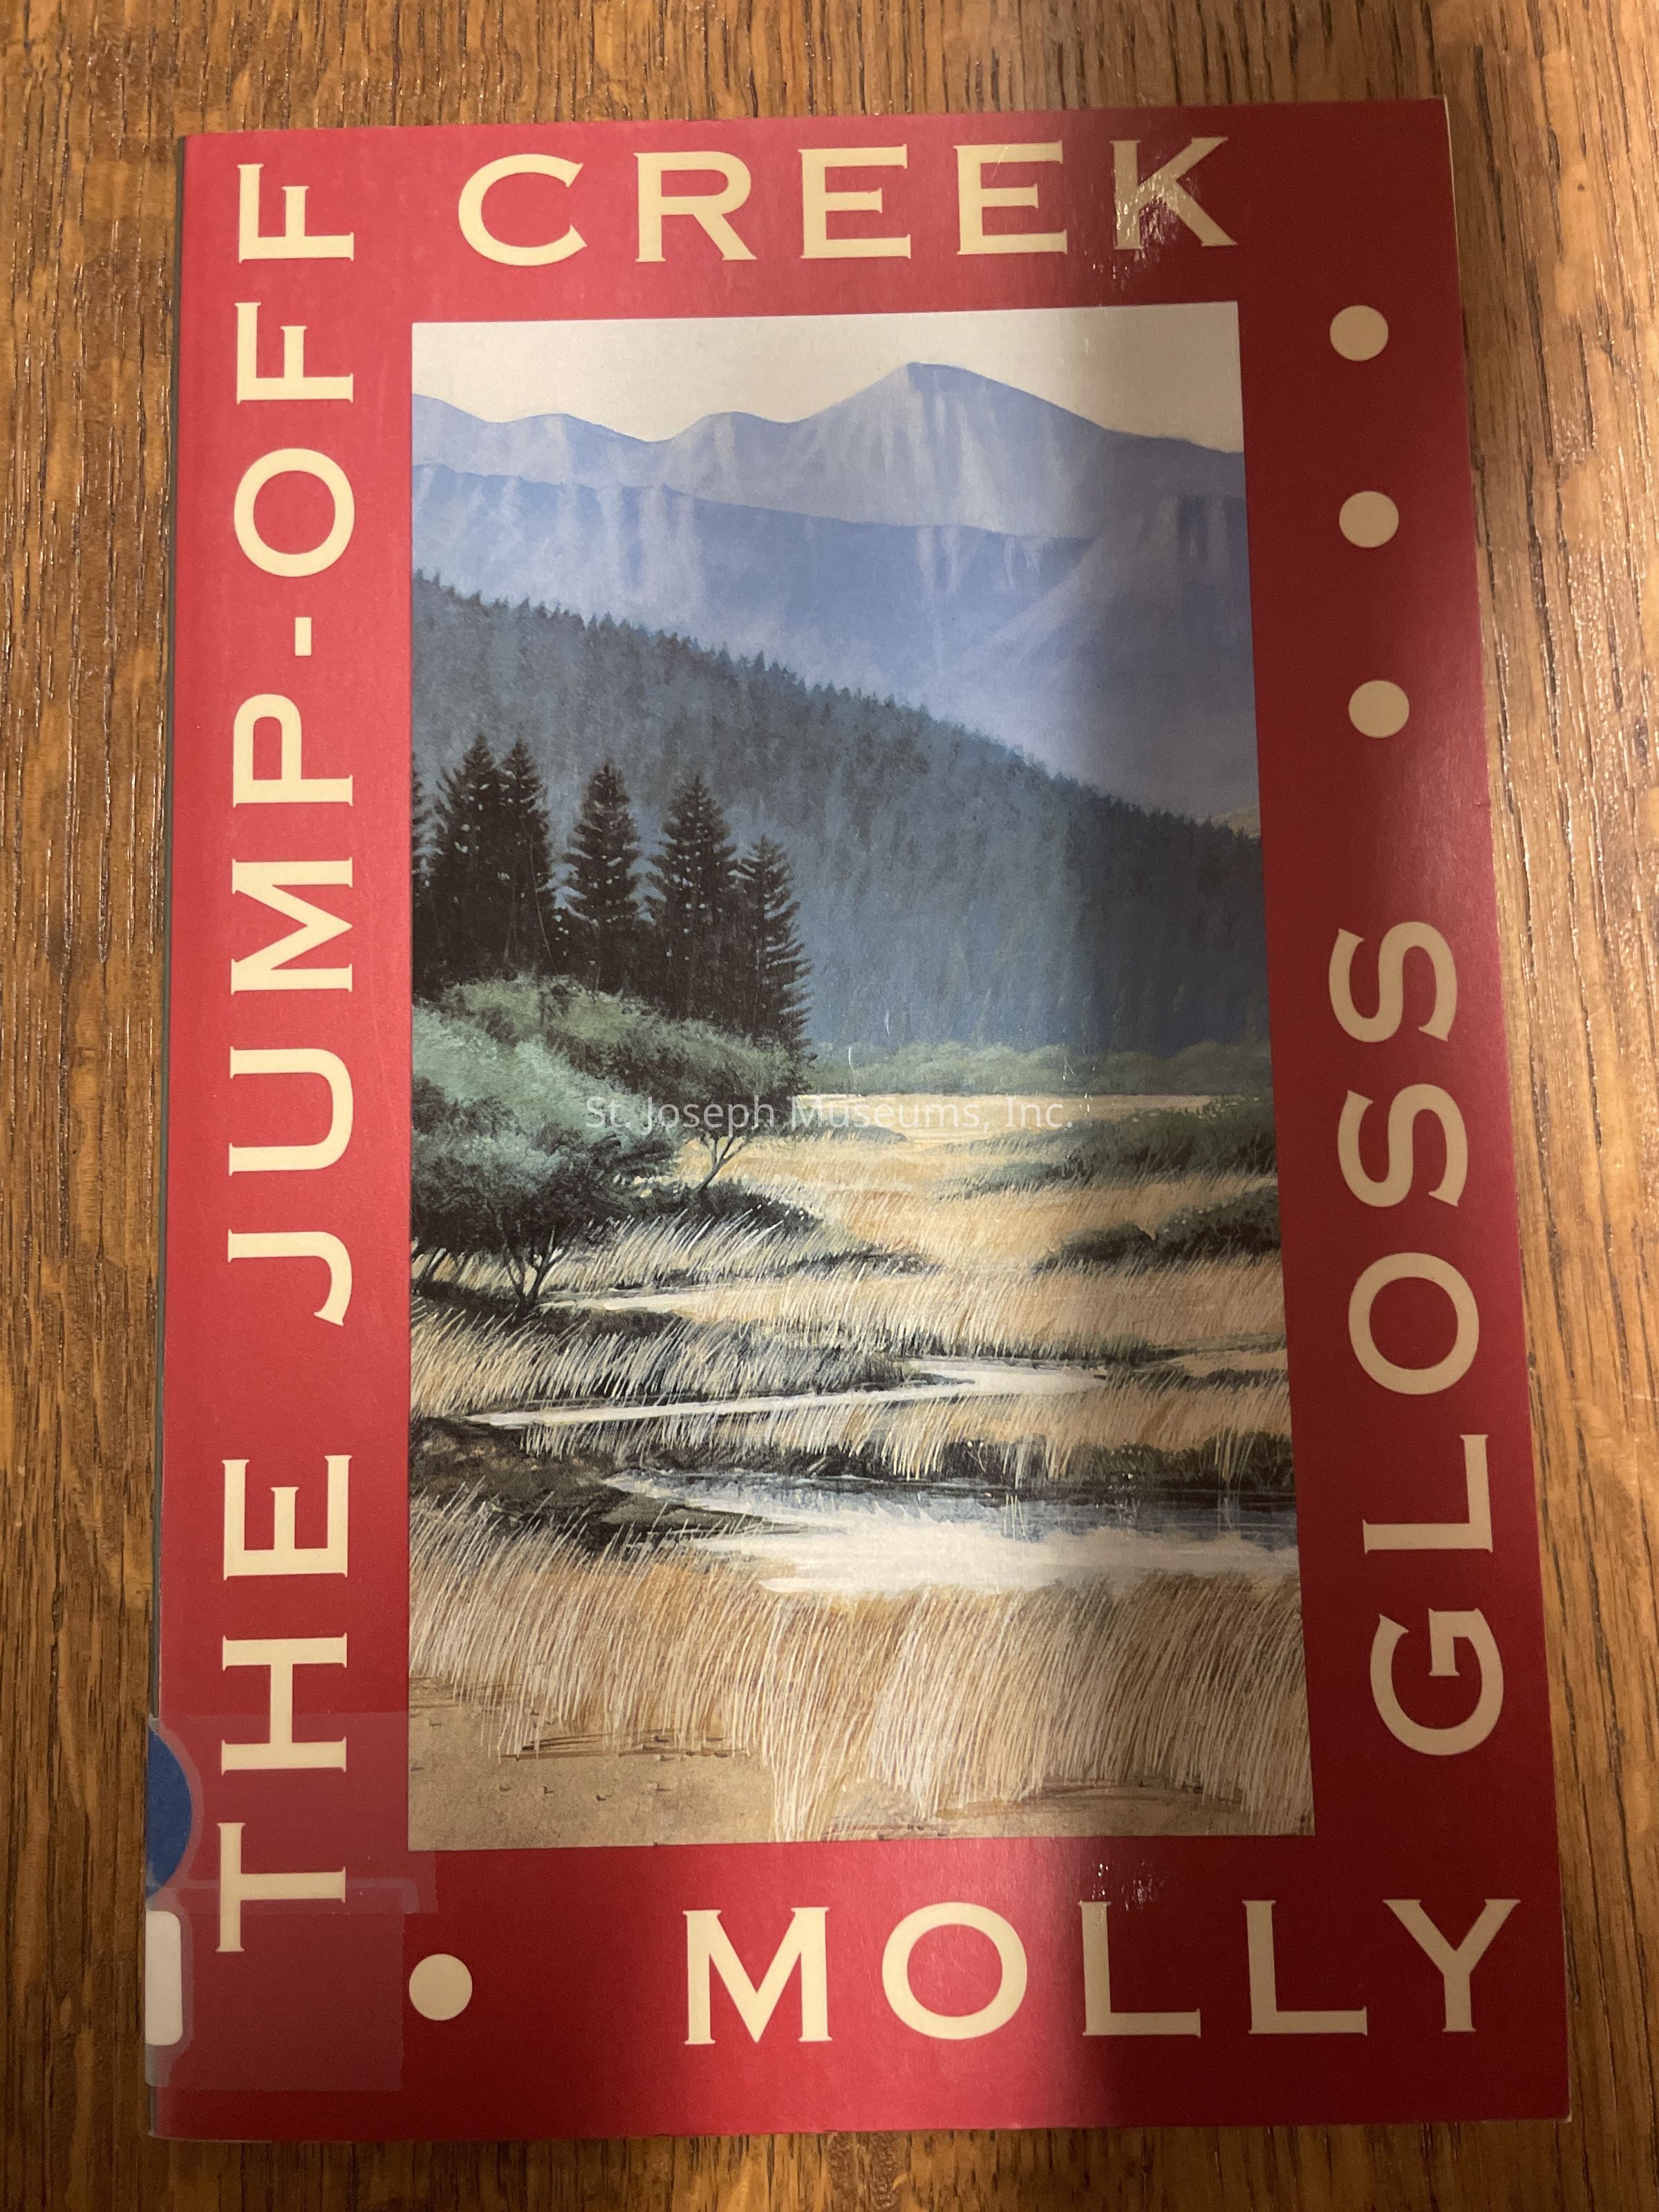 THE JUMP-OFF
CREEK
MOLLY
GLOSS
St. Joseph Museums, Inc.